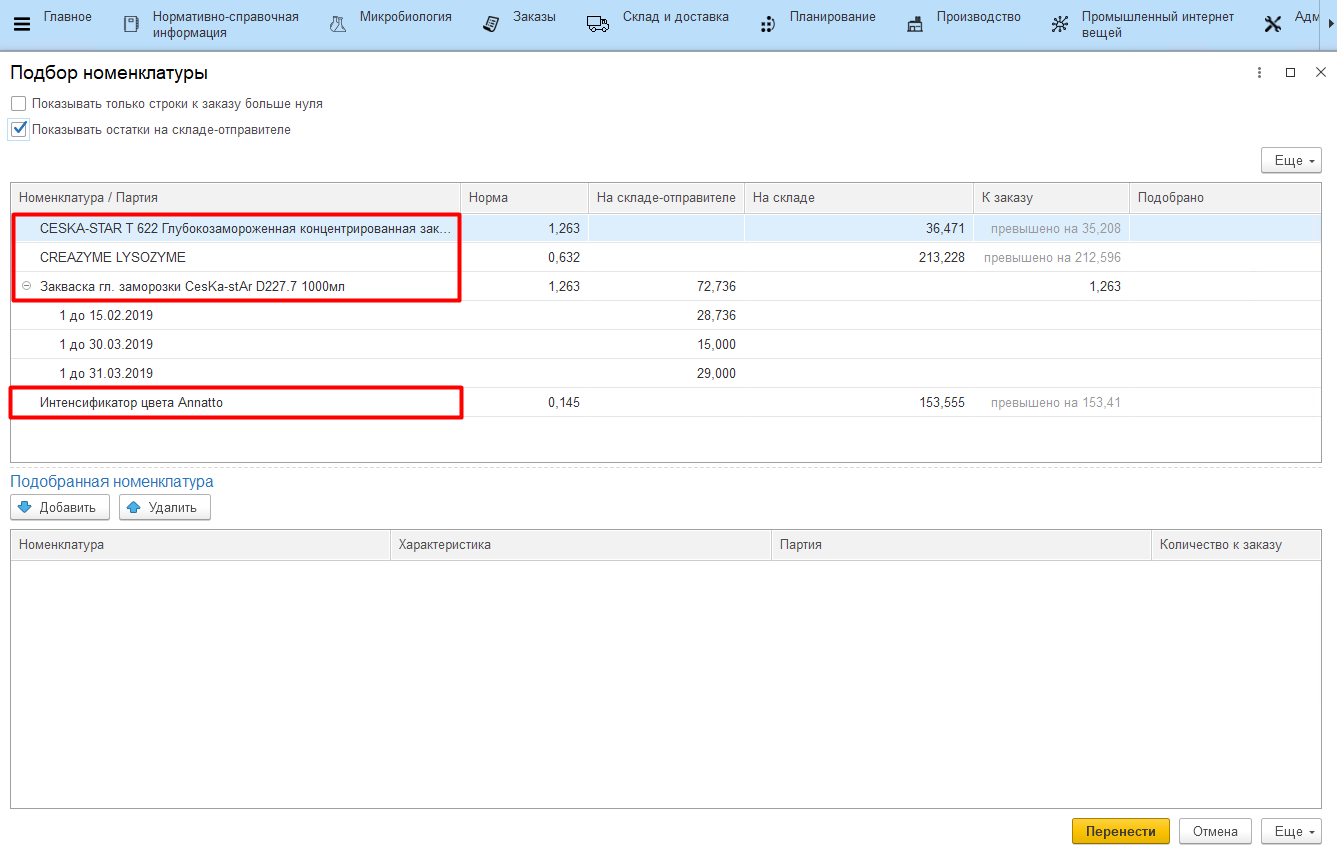 Главное
Нормативно-справочная
информация
Микробиология
Заказы
Склад и доставка
Планирование
Производство
Промышленный интернет
вещей
Адм
Подбор номенклатуры
Показывать только строки к заказу больше нуля
Показывать остатки на складе-отправителе
Еще
Номенклатура / Партия Норма На складе-отправителе На складе К заказу Подобрано
CESKA-STAR T 622 Глубокозамороженная концентрированная зак... 1,263 36,471 превышено на 35,208
CREAZYME LYSOZYME 0,632 213,228 превышено на 212,596
Закваска гл. заморозки CesKa-stAr D227.7 1000мл 1,263 72,736 1,263
1 до 15.02.2019 28,736
1 до 30.03.2019 15,000
1 до 31.03.2019 29,000
Интенсификатор цвета Annatto 0,145 153,555 превышено на 153,41
Подобранная номенклатура
Добавить Удалить
Номенклатура Характеристика Партия Количество к заказу
Перенести Отмена Еще